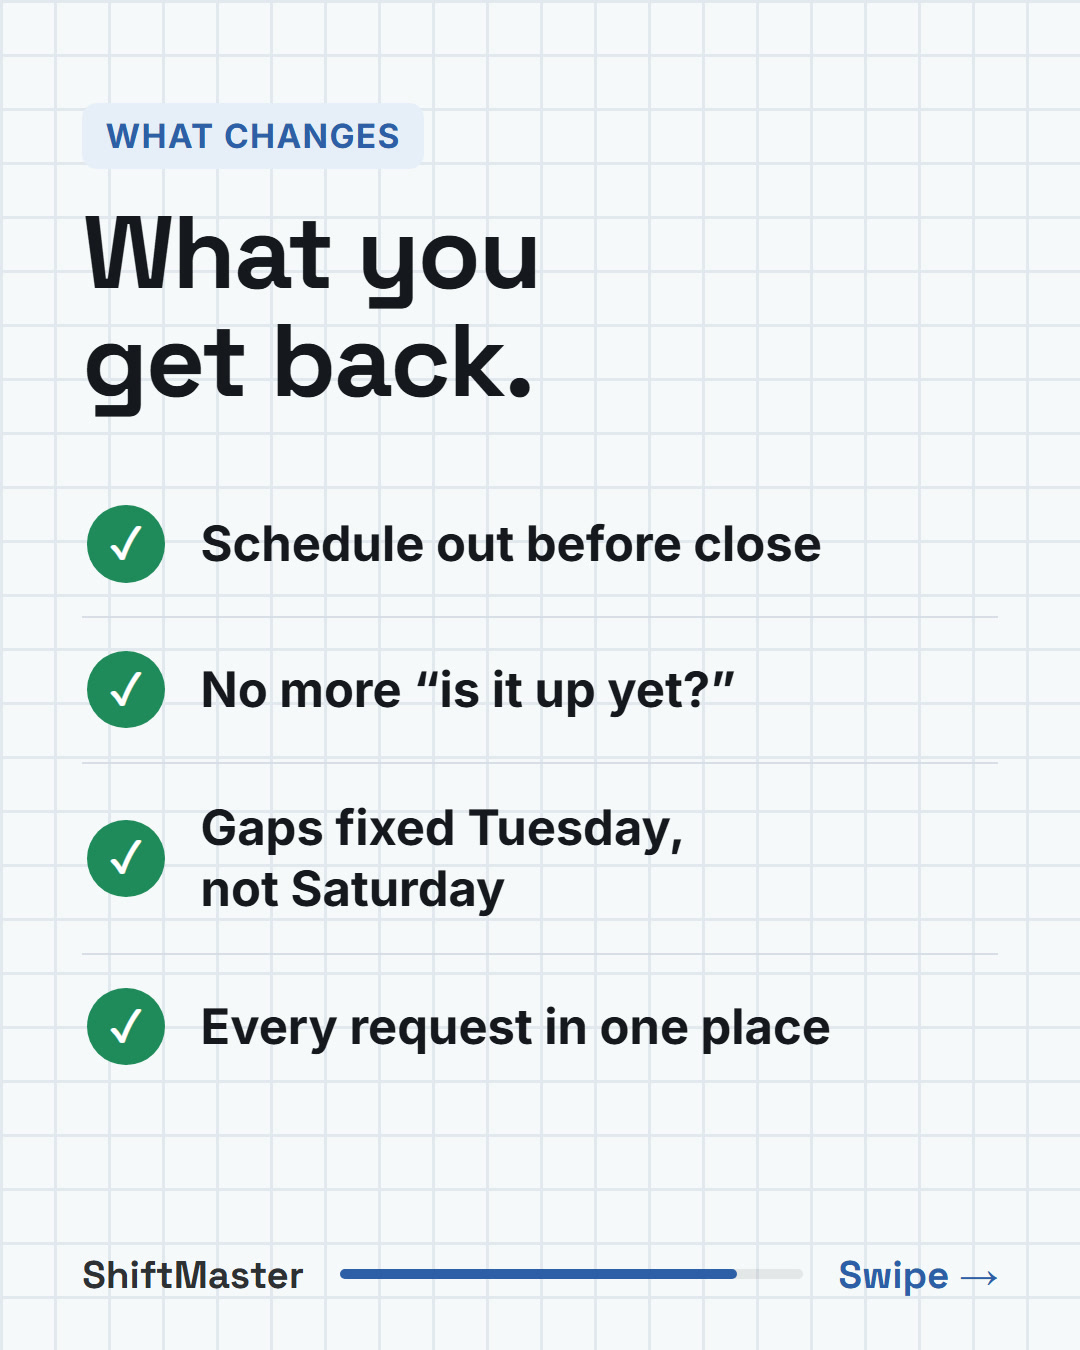 WHAT CHANGES
What you
get back.
✓ Schedule out before close
✓ No more “is it up yet?”
✓ Gaps fixed Tuesday,
not Saturday
✓ Every request in one place
ShiftMaster
Swipe →